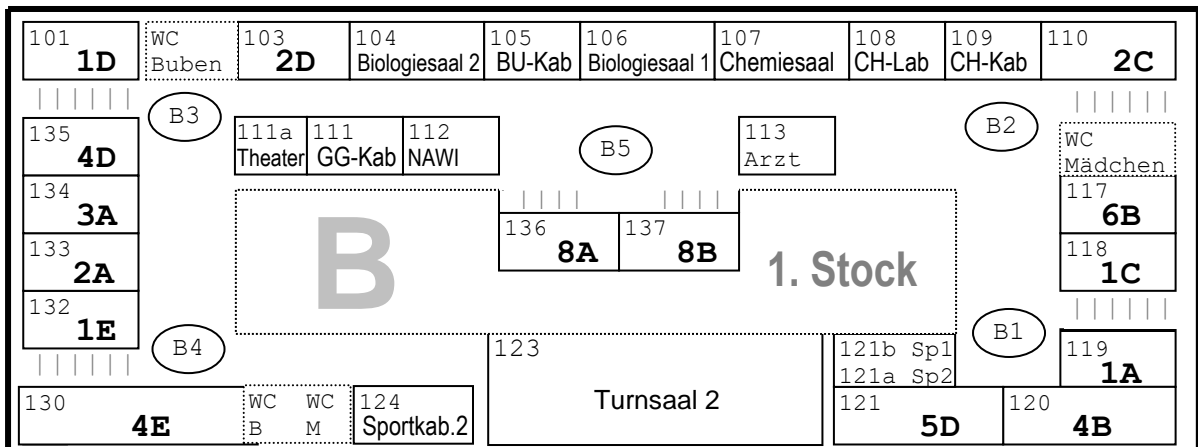 101 WC 103 104 105 106 107 108 109 110
1D Buben 2D Biologiesaal 2 BU-Kab Biologiesaal 1 Chemiesaal CH-Lab CH-Kab 2C
B3 B2
135 111a 111 112 B5 113 WC
4D Theater GG-Kab NAWI Arzt Mädchen
134 117
3A 6B
136 137
8A 8B
133 118
2A B 1. Stock 1C
132
1E
B4 B1
123 121b Sp1 119
121a Sp2 1A
130 WC WC 124 Turnsaal 2 121 120
4E B M Sportkab.2 5D 4B